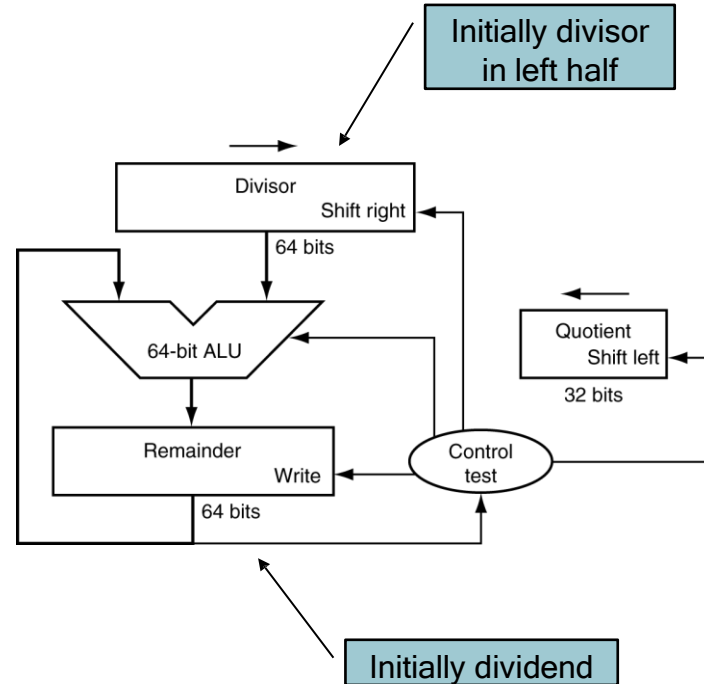 Initially divisor
in left half
Divisor
Shift right
64 bits
64-bit ALU
Quotient
Shift left
32 bits
Remainder
Write
Control
test
64 bits
Initially dividend